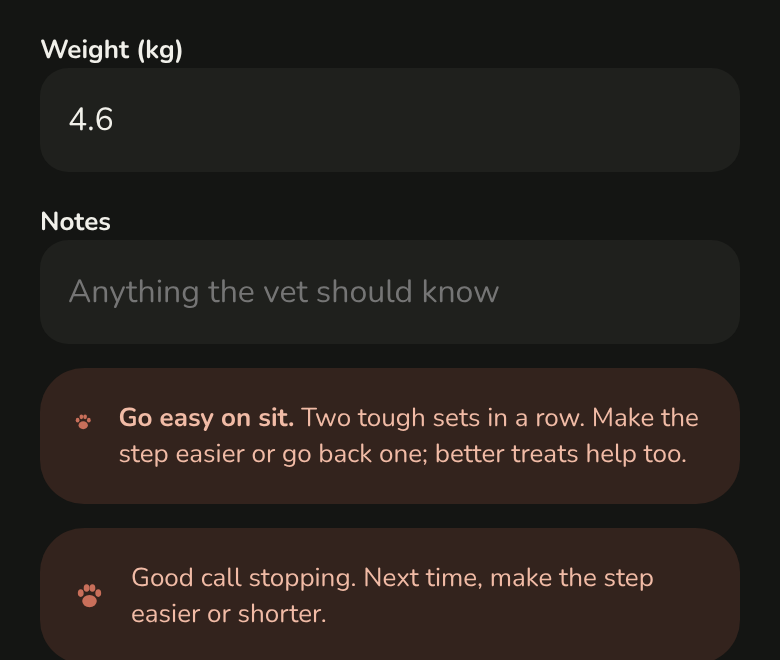 Weight (kg)
4.6
Notes
Anything the vet should know
Go easy on sit. Two tough sets in a row. Make the
step easier or go back one; better treats help too.
Good call stopping. Next time, make the step
easier or shorter.